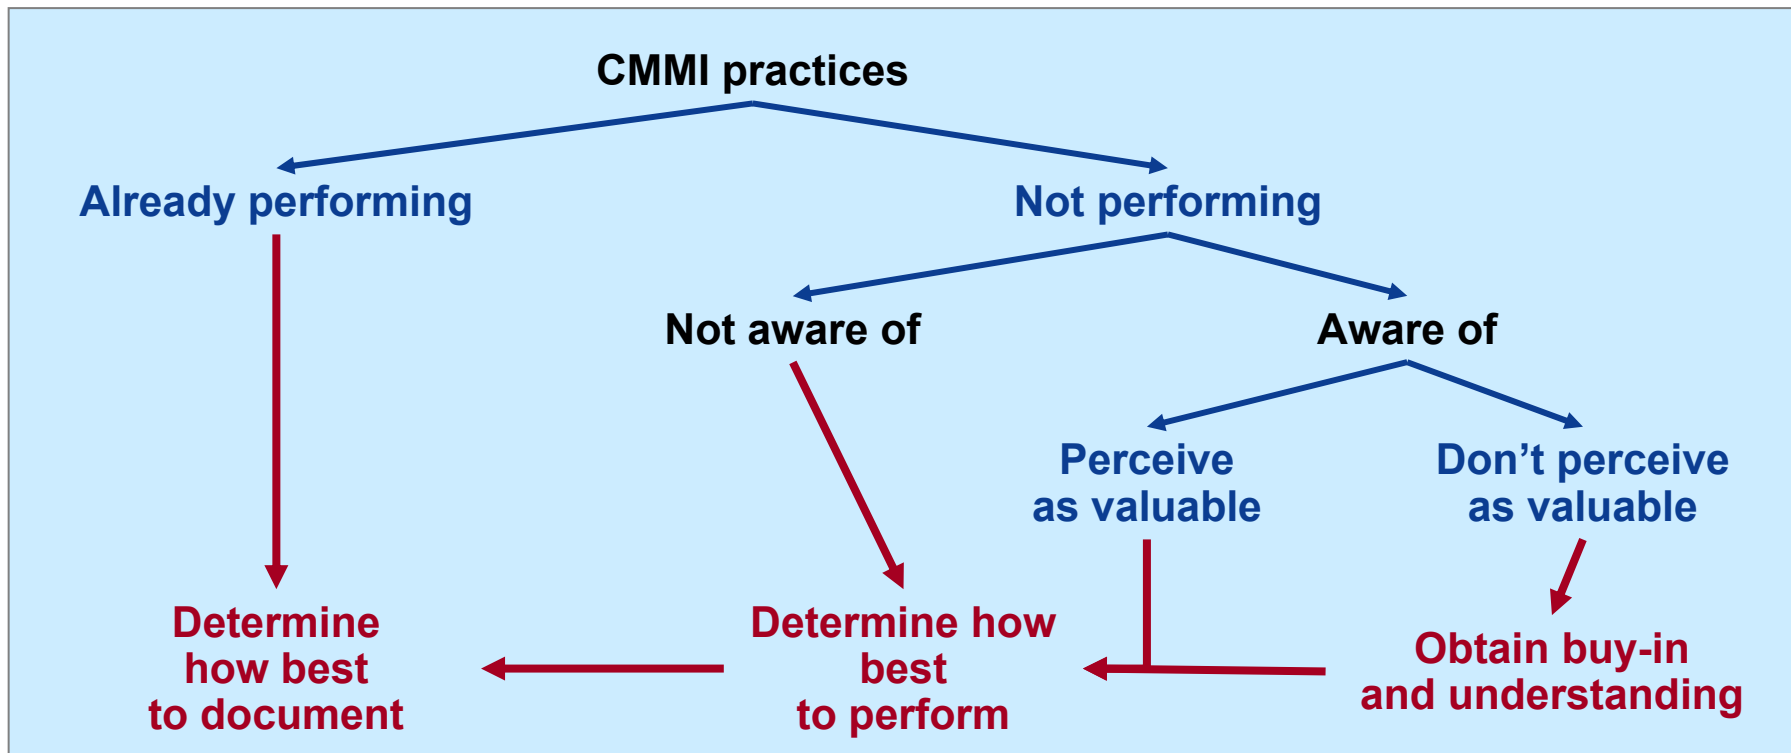 CMMI practices
Already performing
Not performing
Not aware of
Aware of
Perceive
as valuable
Don’t perceive
as valuable
Determine
how best
to document
Determine how
best
to perform
Obtain buy-in
and understanding